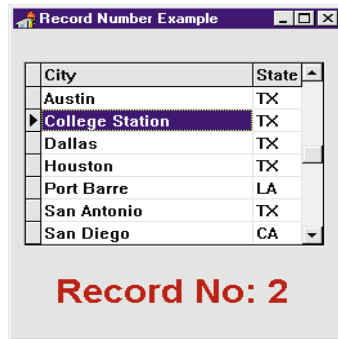 Record Number Example
City State
Austin TX
College Station TX
Dallas TX
Houston TX
Port Barre LA
San Antonio TX
San Diego CA
Record No: 2